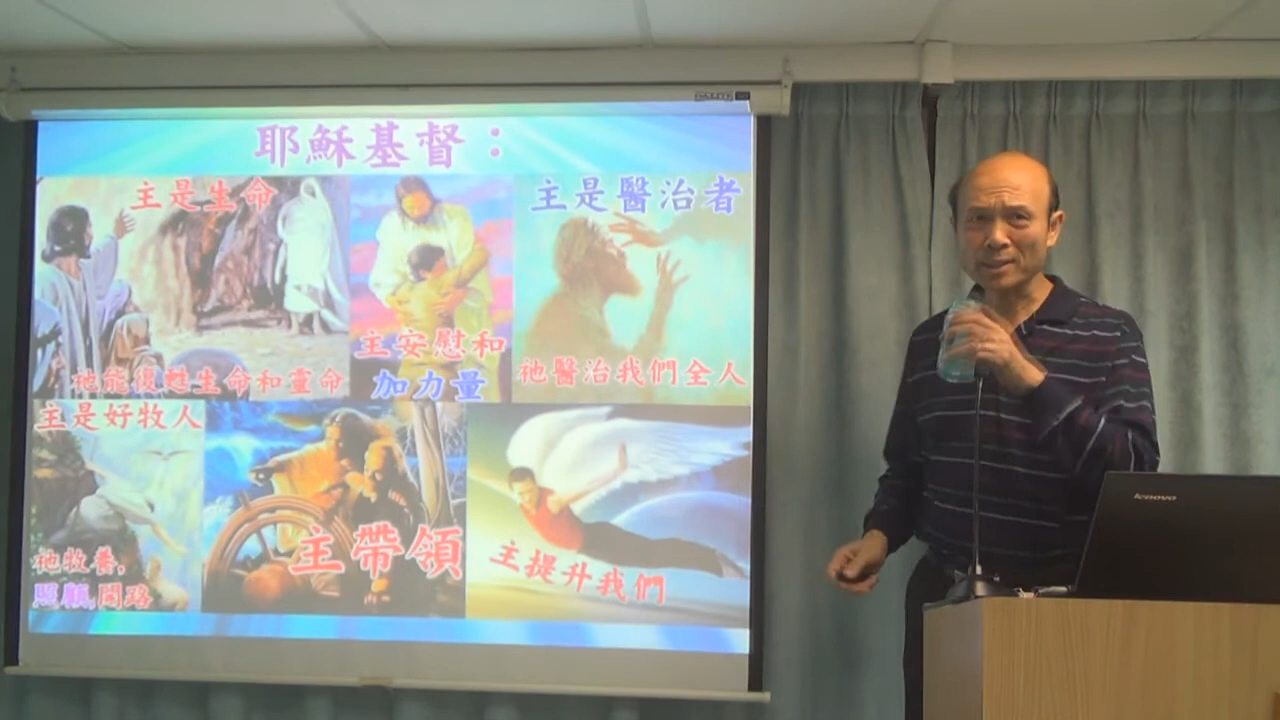 耶穌基督：
主是生命
祂能復甦生命和靈命
主安慰和
加力量
主是醫治者
祂醫治我們全人
主是好牧人
祂牧養,
照顧,開路
主帶領
主提升我們
lenovo